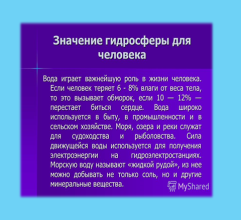 Значение гидросферы для
человека
Вода играет важнейшую роль в жизни человека.
Если человек теряет 6 - 8% влаги от веса тела,
то это вызывает обморок, если 10 — 12% —
перестает биться сердце. Вода широко
используется в быту, в промышленности и в
сельском хозяйстве. Моря, озера и реки служат
для судоходства и рыболовства. Сила
движущейся воды используется для получения
электроэнергии на гидроэлектростанциях.
Морскую воду называют «жидкой рудой», из нее
можно добывать не только соль, но и другие
минеральные вещества.
MyShared